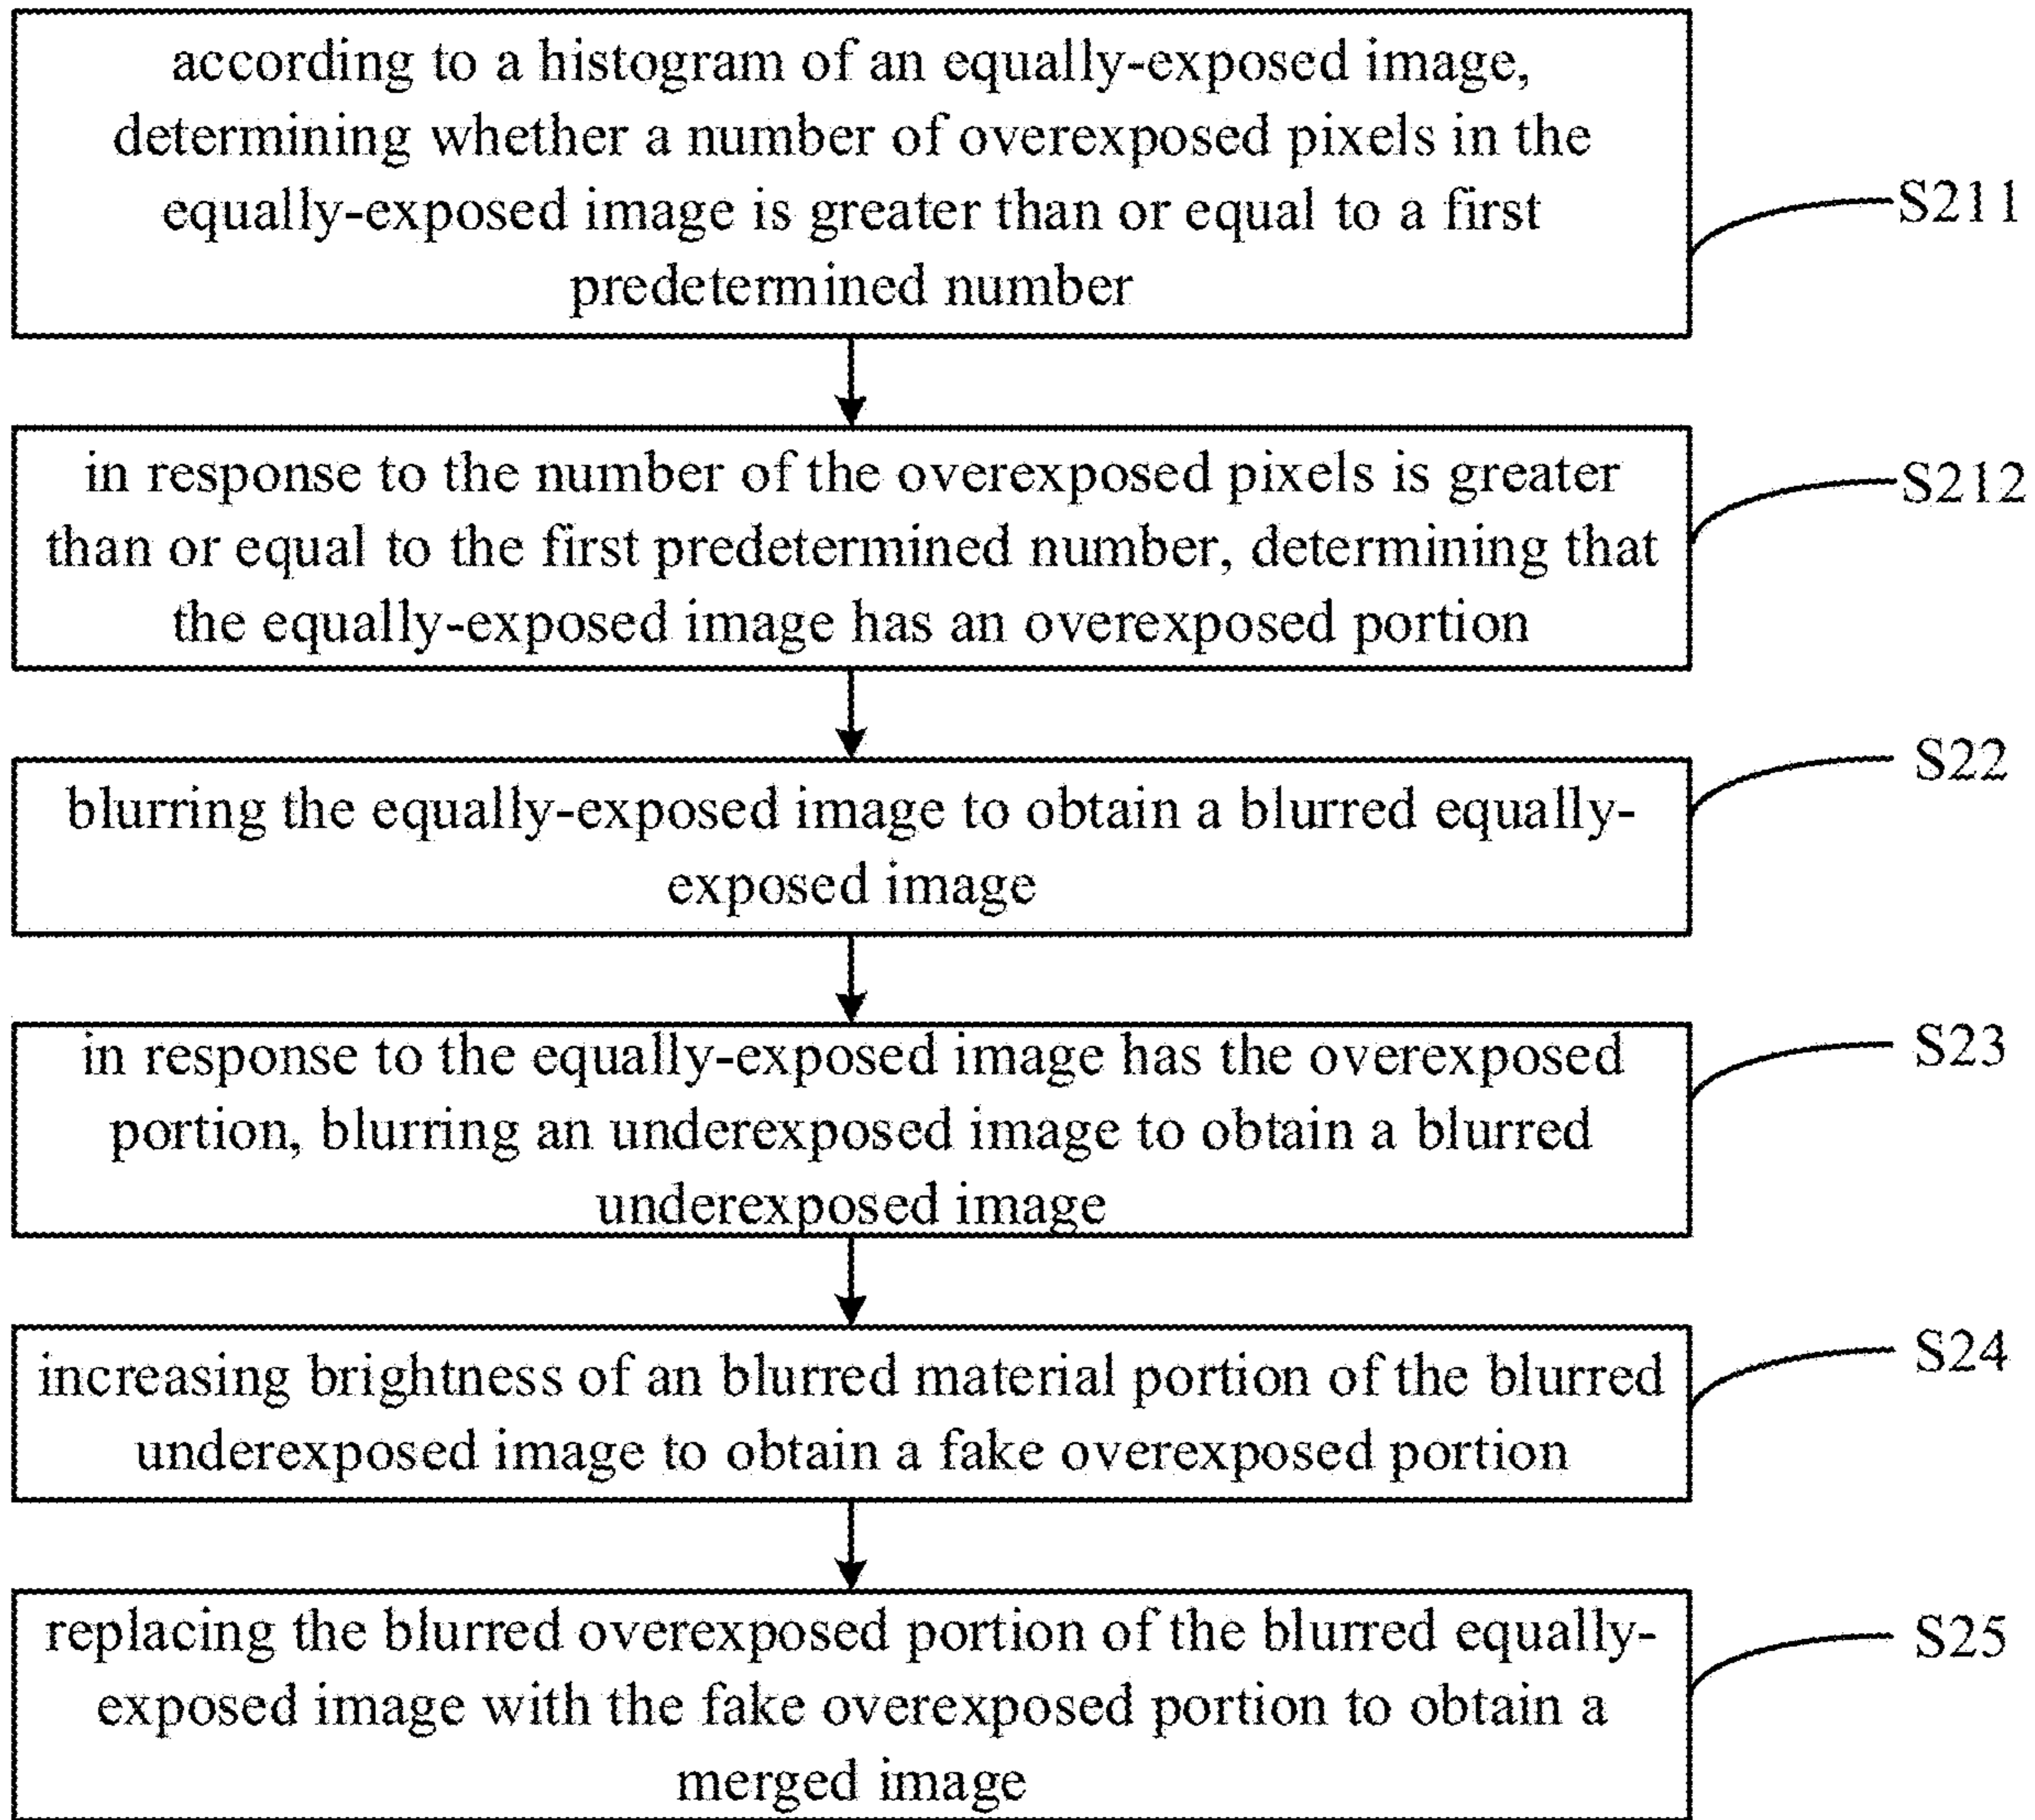 according to a histogram of an equally-exposed image,
determining whether a number of overexposed pixels in the
equally-exposed image is greater than or equal to a first
predetermined number
S211
in response to the number of the overexposed pixels is greater
than or equal to the first predetermined number, determining that
the equally-exposed image has an overexposed portion
S212
blurring the equally-exposed image to obtain a blurred equally-
exposed image
S22
in response to the equally-exposed image has the overexposed
portion, blurring an underexposed image to obtain a blurred
underexposed image
S23
increasing brightness of an blurred material portion of the blurred
underexposed image to obtain a fake overexposed portion
S24
replacing the blurred overexposed portion of the blurred equally-
exposed image with the fake overexposed portion to obtain a
merged image
S25